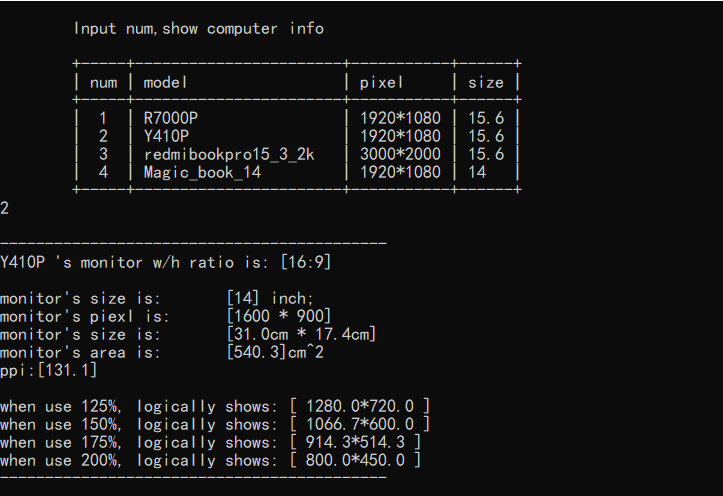 Input num,show computer info
+-----+-----------------------+-----------+------+
| num | model                 | pixel     | size |
+-----+-----------------------+-----------+------+
|  1  | R7000P                | 1920*1080 | 15.6 |
|  2  | Y410P                 | 1920*1080 | 15.6 |
|  3  | redmibookpro15_3_2k   | 3000*2000 | 15.6 |
|  4  | Magic_book_14         | 1920*1080 | 14   |
+-----+-----------------------+-----------+------+
2
-------------------------------------------
Y410P 's monitor w/h ratio is: [16:9]
monitor's size is:       [14] inch;
monitor's piexl is:      [1600 * 900]
monitor's size is:       [31.0cm * 17.4cm]
monitor's area is:       [540.3]cm^2
ppi:[131.1]
when use 125%, logically shows: [ 1280.0*720.0 ]
when use 150%, logically shows: [ 1066.7*600.0 ]
when use 175%, logically shows: [ 914.3*514.3 ]
when use 200%, logically shows: [ 800.0*450.0 ]
-------------------------------------------